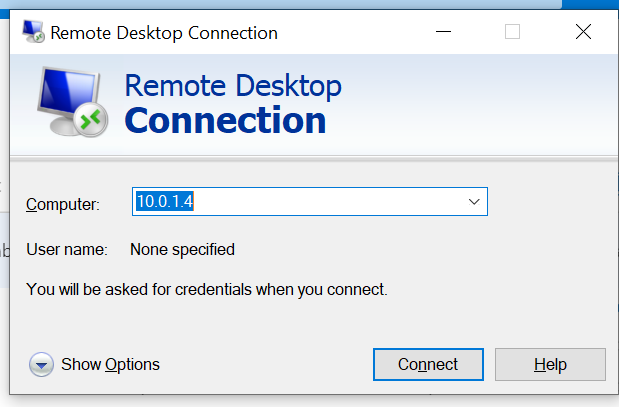 Remote Desktop Connection
Remote Desktop
Connection
Computer: 10.0.1.4
User name: None specified
You will be asked for credentials when you connect.
Show Options Connect Help